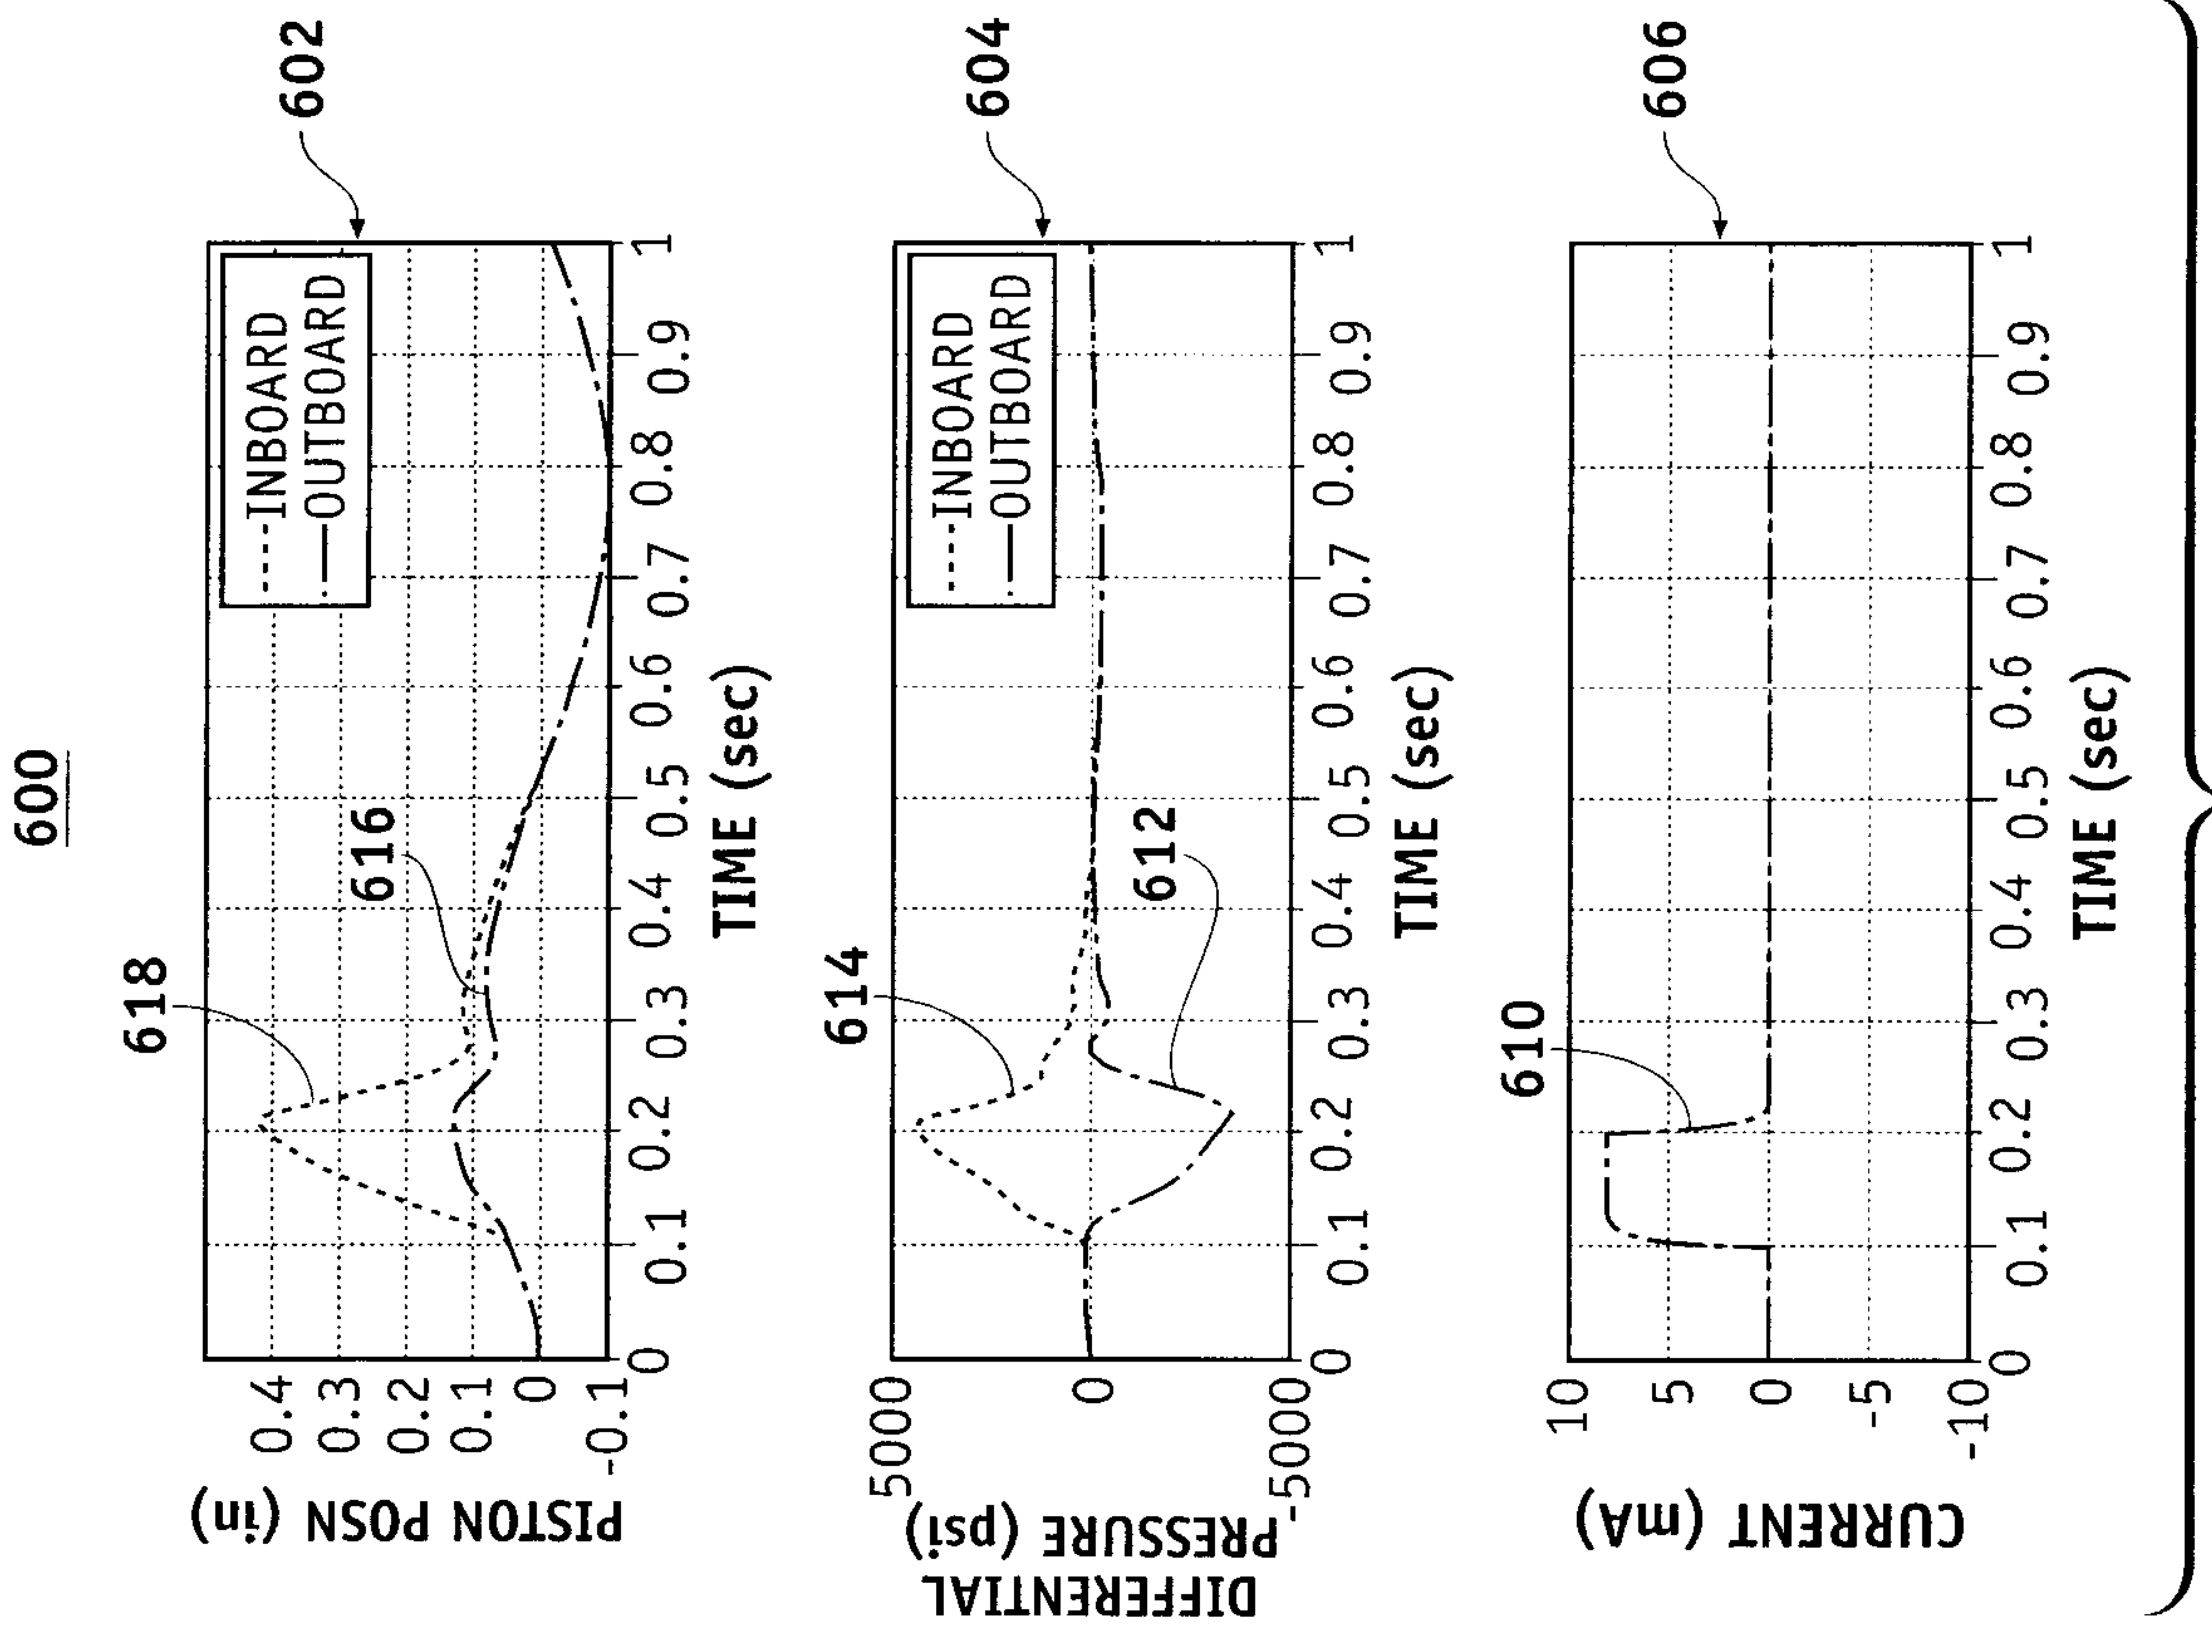 600
602
0.4
0.3
0.2
0.1
0
-0.1
PISTON POSN (in)
618
616
INBOARD
OUTBOARD
0 0.1 0.2 0.3 0.4 0.5 0.6 0.7 0.8 0.9 1
TIME (sec)
604
5000
0
-5000
DIFFERENTIAL
PRESSURE (psi)
614
612
INBOARD
OUTBOARD
0 0.1 0.2 0.3 0.4 0.5 0.6 0.7 0.8 0.9 1
TIME (sec)
606
10
5
0
-5
-10
CURRENT (mA)
610
0 0.1 0.2 0.3 0.4 0.5 0.6 0.7 0.8 0.9 1
TIME (sec)